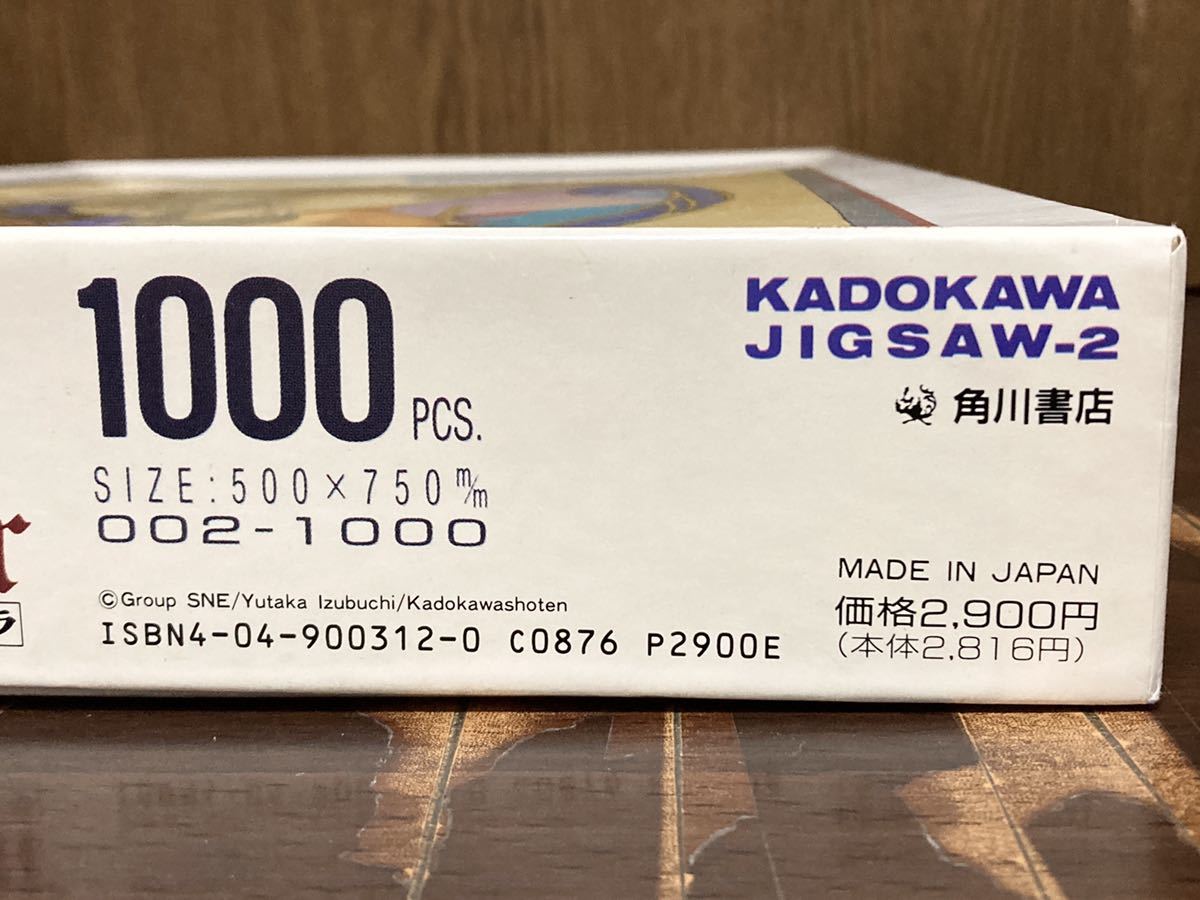 1000 PCS.
SIZE:500×750m/m
002-1000
©Group SNE/Yutaka Izubuchi/Kadokawashoten
ISBN4-04-900312-0 C0876 P2900E
KADOKAWA
JIGSAW-2
角川書店
MADE IN JAPAN
価格2,900円
(本体2,816円)